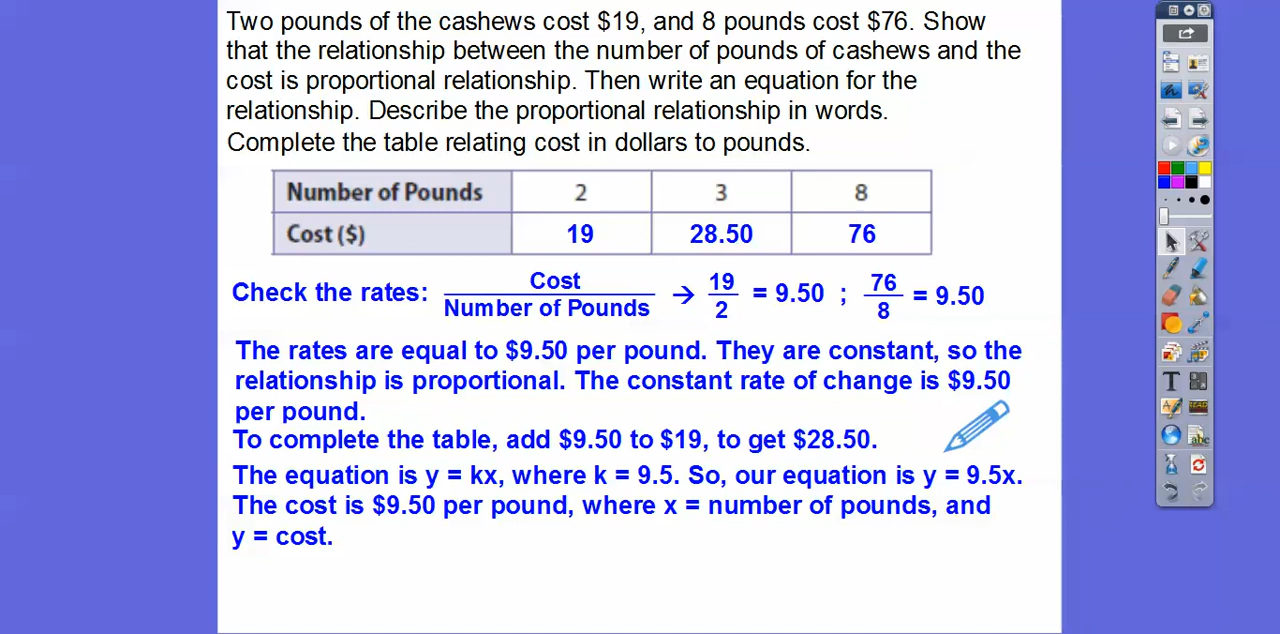 Two pounds of the cashews cost $19, and 8 pounds cost $76. Show
that the relationship between the number of pounds of cashews and the
cost is proportional relationship. Then write an equation for the
relationship. Describe the proportional relationship in words.
Complete the table relating cost in dollars to pounds.
Number of Pounds 2 3 8
Cost ($) 19 28.50 76
Check the rates: Cost / Number of Pounds → 19/2 = 9.50 ; 76/8 = 9.50
The rates are equal to $9.50 per pound. They are constant, so the
relationship is proportional. The constant rate of change is $9.50
per pound.
To complete the table, add $9.50 to $19, to get $28.50.
The equation is y = kx, where k = 9.5. So, our equation is y = 9.5x.
The cost is $9.50 per pound, where x = number of pounds, and
y = cost.